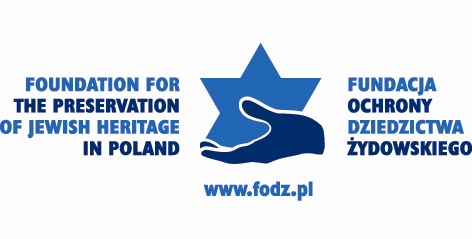 FOUNDATION FOR
THE PRESERVATION
OF JEWISH HERITAGE
IN POLAND
FUNDACJA
OCHRONY
DZIEDZICTWA
ŻYDOWSKIEGO
www.fodz.pl